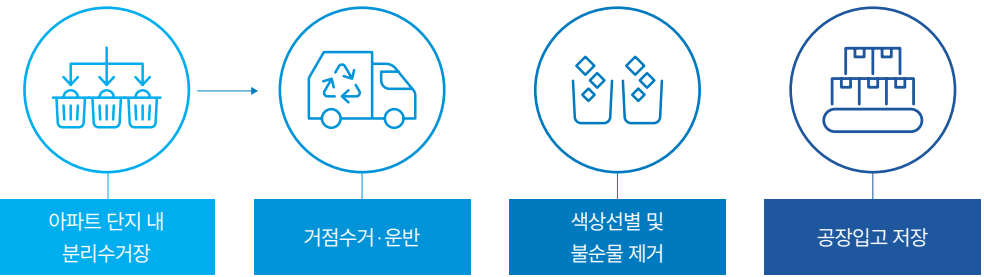 아파트 단지 내
분리수거장
거점수거·운반
색상선별 및
불순물 제거
공장입고 저장